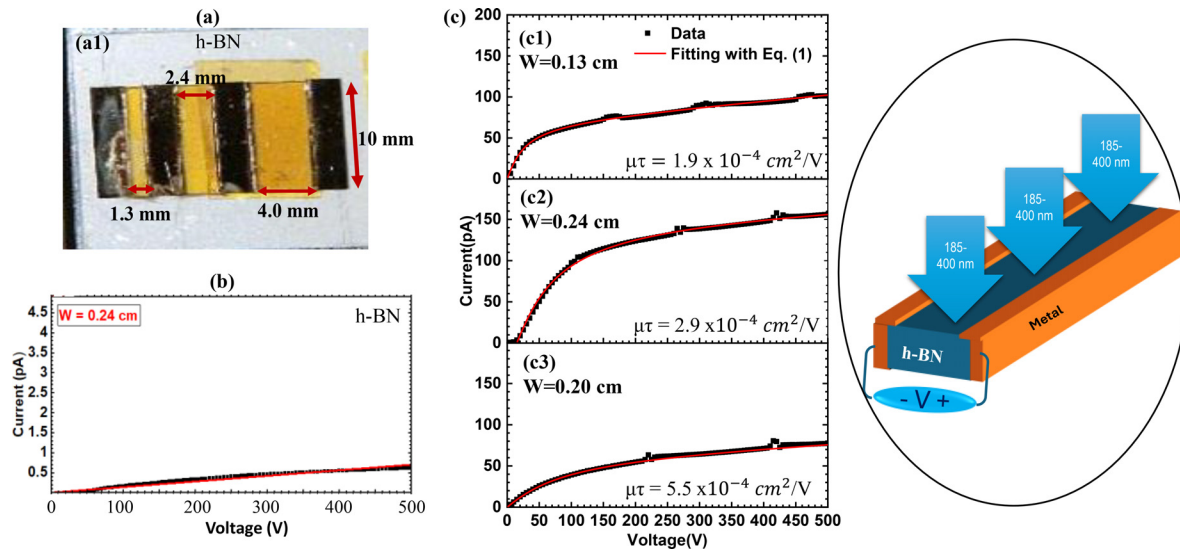 (a)
(a1)
h-BN
2.4 mm
10 mm
1.3 mm
4.0 mm
(b)
W = 0.24 cm
h-BN
4.5
4
3.5
3
2.5
2
1.5
1
0.5
Current (pA)
100
200
300
400
500
Voltage (V)
(c)
200
150
100
50
0
(c1)
W=0.13 cm
Data
Fitting with Eq. (1)
μτ = 1.9 x 10⁻⁴ cm²/V
150
100
50
0
(c2)
W=0.24 cm
μτ = 2.9 x10⁻⁴ cm²/V
150
100
50
0
(c3)
W=0.20 cm
μτ = 5.5 x10⁻⁴ cm²/V
Current(pA)
0 50 100 150 200 250 300 350 400 450 500
Voltage(V)
185-
400 nm
185-
400 nm
185-
400 nm
Metal
h-BN
- V +